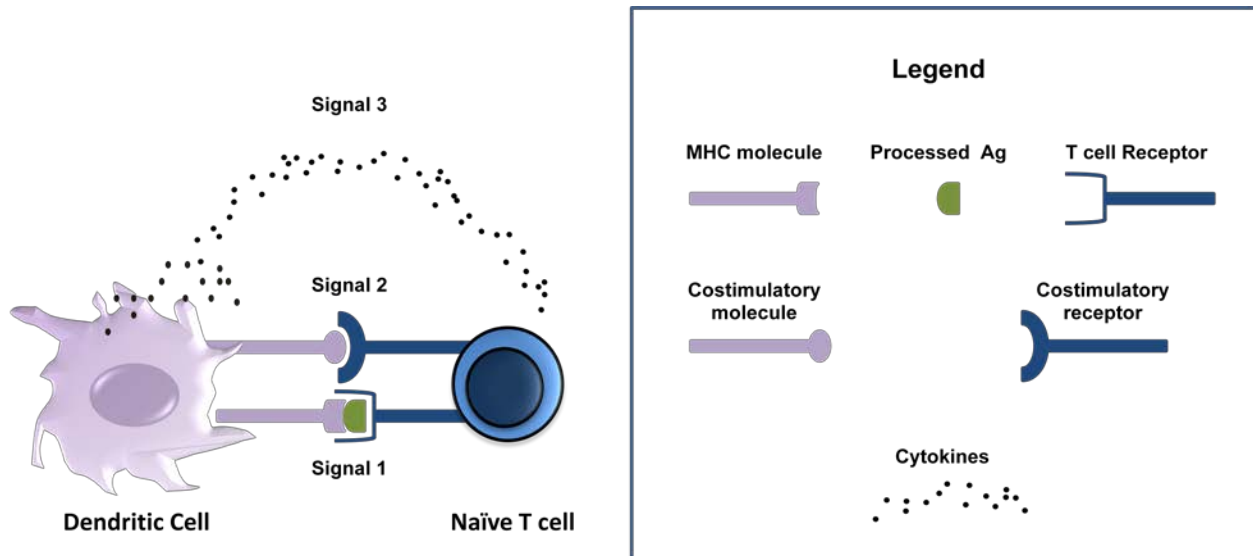 Signal 3
Signal 2
Signal 1
Dendritic Cell
Naïve T cell
Legend
MHC molecule
Processed Ag
T cell Receptor
Costimulatory
molecule
Costimulatory
receptor
Cytokines